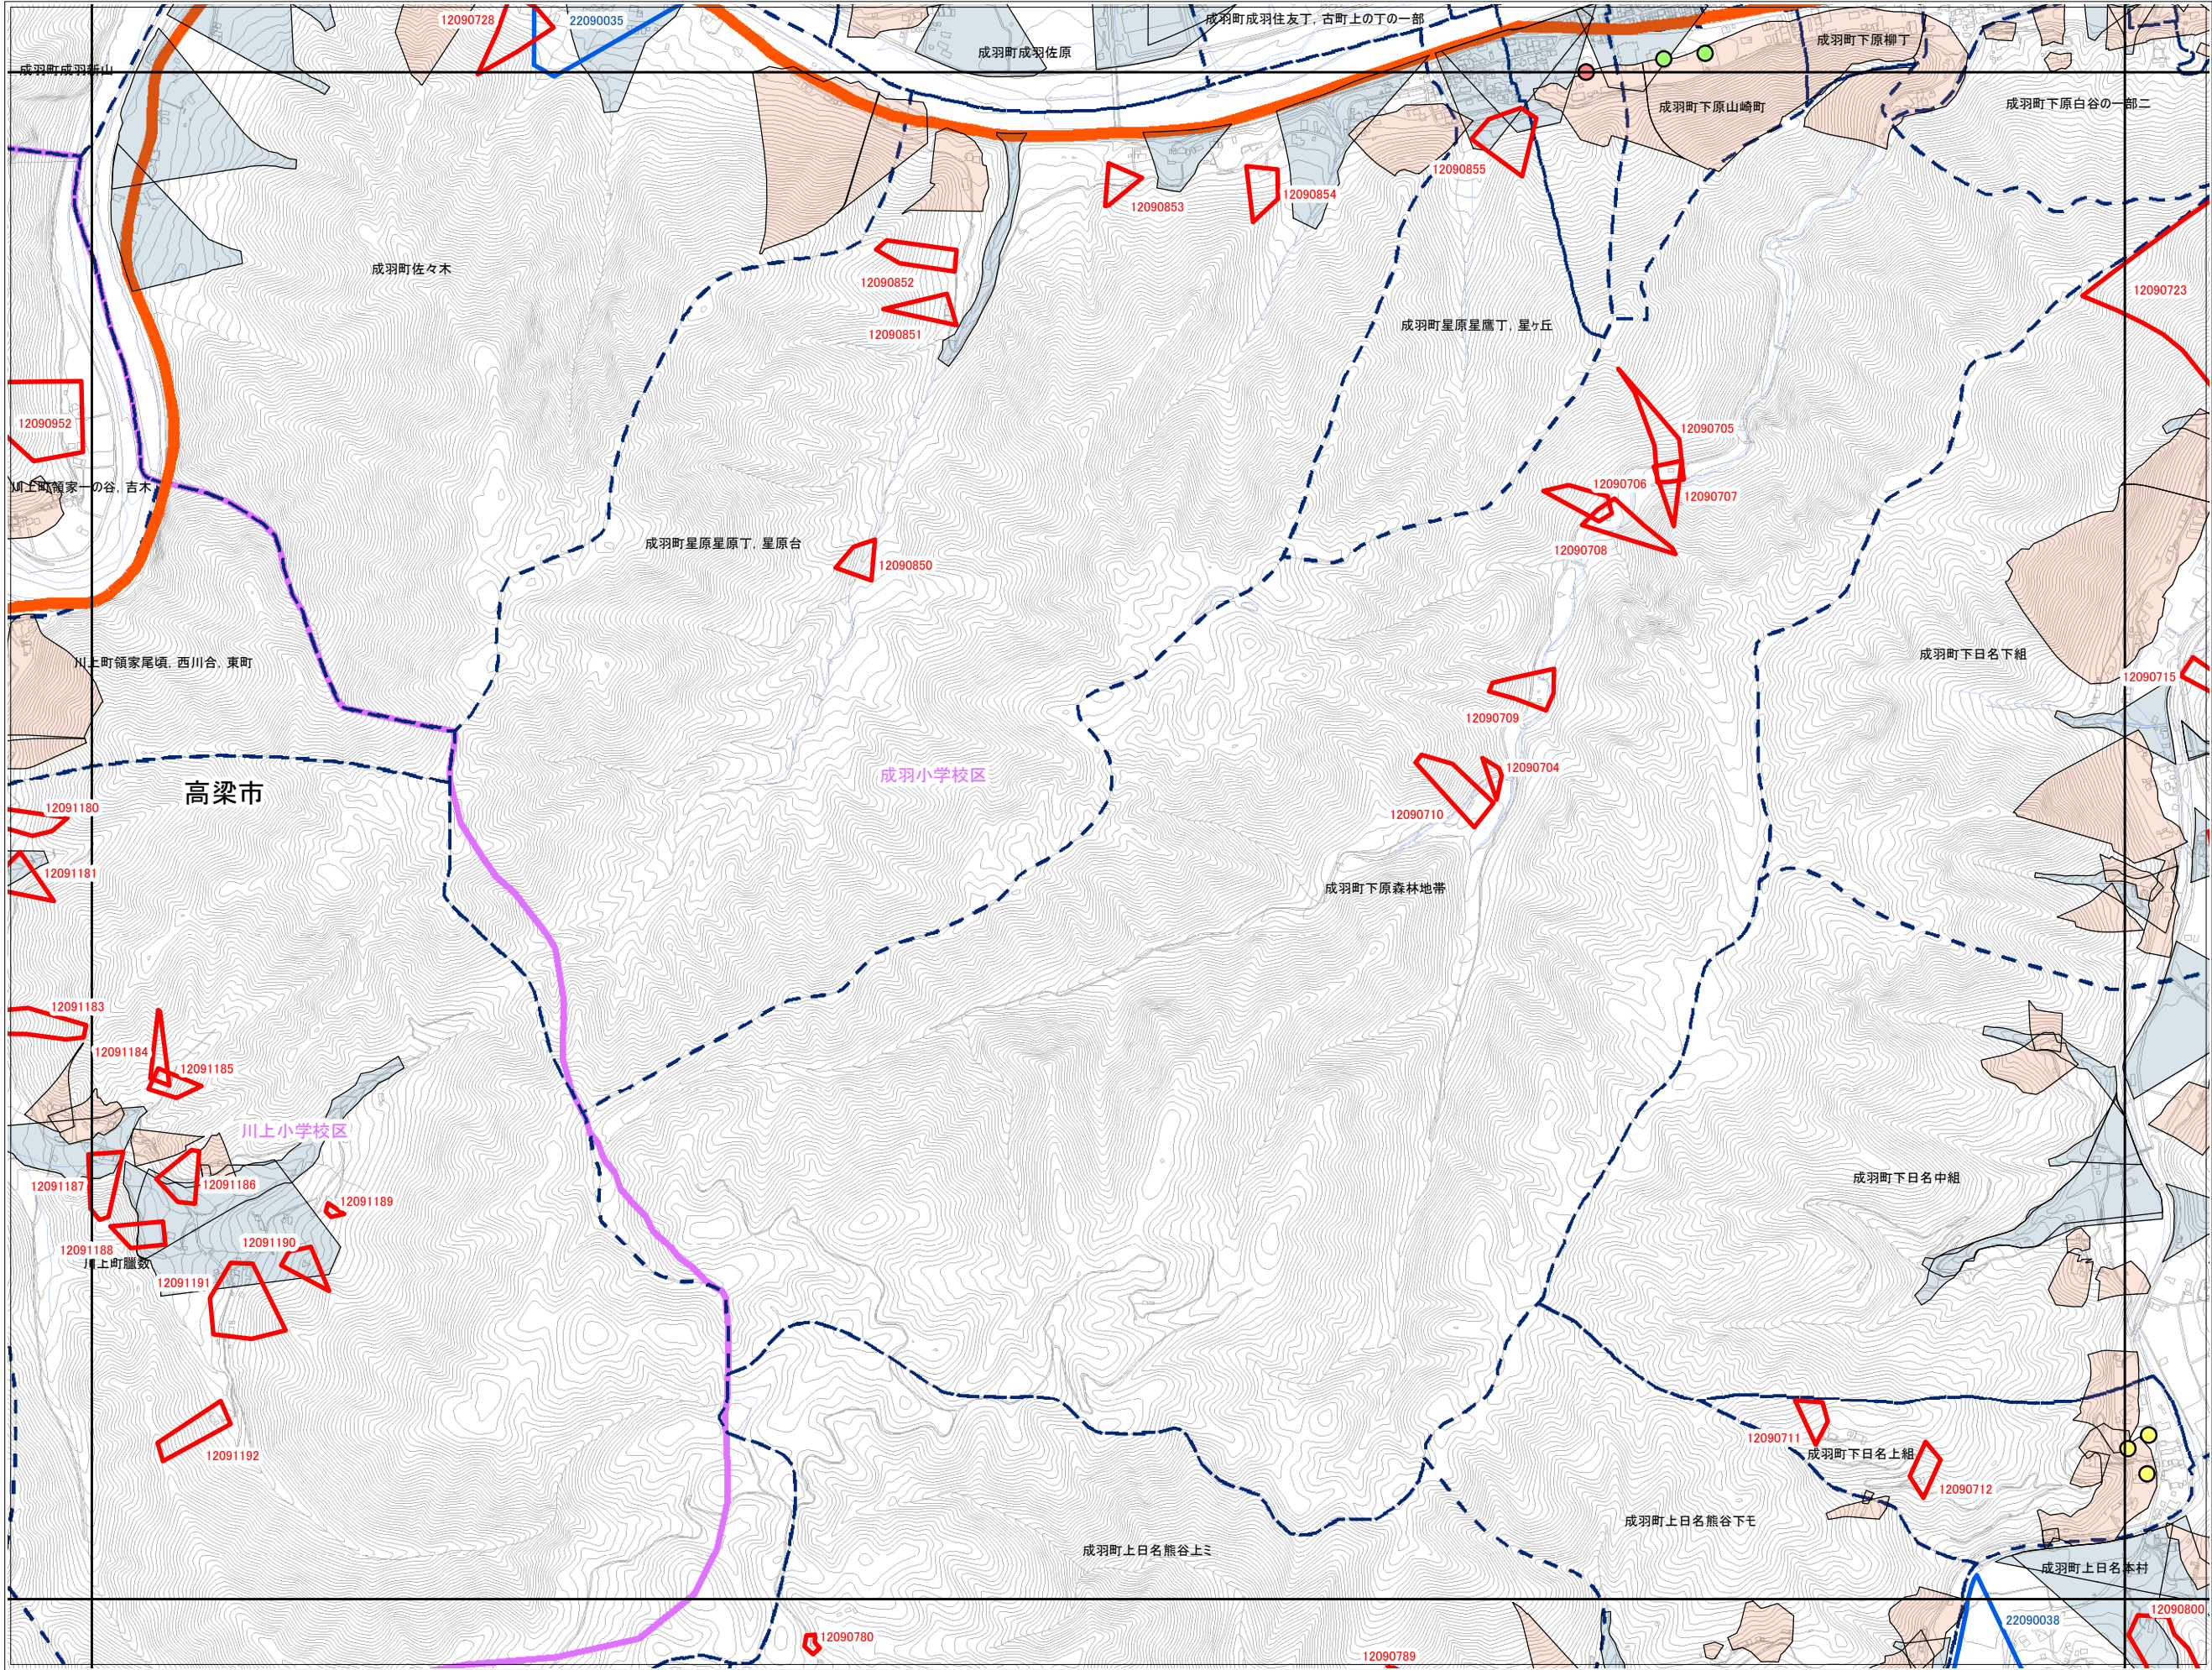 12090728
22090035
成羽町成羽住友丁, 古町上の丁の一部
成羽町下原柳丁
成羽町成羽佐原
成羽町成羽新山
成羽町下原山崎町
成羽町下原白谷の一部二
12090855
12090854
12090853
成羽町佐々木
12090852
12090723
成羽町星原星鷹丁, 星ヶ丘
12090851
12090952
12090705
川上町領家一の谷, 吉木
12090706
12090707
成羽町星原星原丁, 星原台
12090708
12090850
川上町領家尾頃, 西川合, 東町
成羽町下日名下組
12090715
12090709
成羽小学校区
12090704
高梁市
12091180
12090710
12091181
成羽町下原森林地帯
12091183
12091184
12091185
川上小学校区
成羽町下日名中組
12091187
12091186
12091189
12091188
12091190
川上町臘数
12091191
12090711
成羽町下日名上組
12091192
12090712
成羽町上日名熊谷下モ
成羽町上日名熊谷上ミ
成羽町上日名本村
12090800
22090038
12090780
12090789